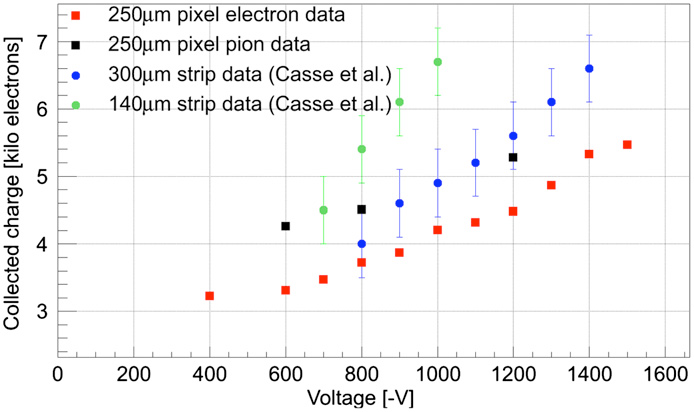 250μm pixel electron data
250μm pixel pion data
300μm strip data (Casse et al.)
140μm strip data (Casse et al.)
Collected charge [kilo electrons]
7
6
5
4
3
0 200 400 600 800 1000 1200 1400 1600
Voltage [-V]